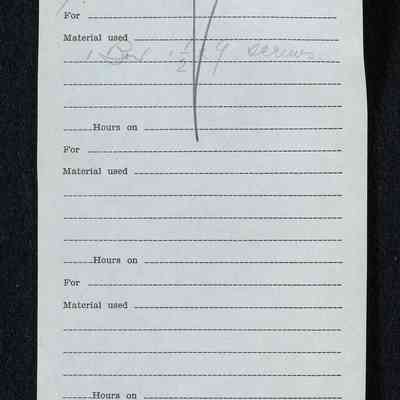 For
Material used
1 Box 1 1/2 x 4 screws
Hours on
For
Material used
Hours on
For
Material used
Hours on